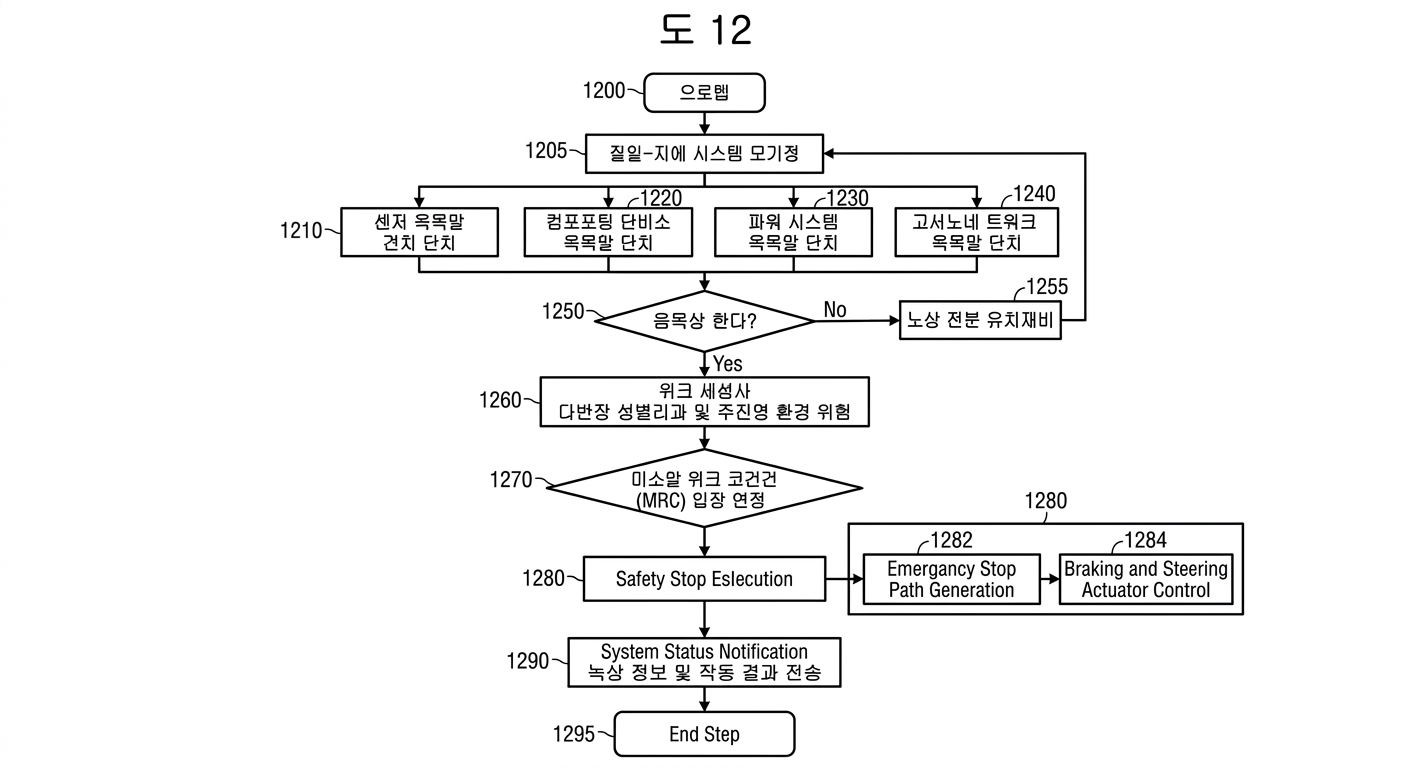 도 12
1200
으로렙
1205
질일-지에 시스템 모기정
1210
센저 옥목말
견치 단치
1220
컴포포팅 단비소
옥목말 단치
1230
파워 시스템
옥목말 단치
1240
고서노네 트워크
옥목말 단치
1250
음목상 한다?
No
1255
노상 전분 유치재비
Yes
1260
위크 세성사
다반장 성별리과 및 주진영 환경 위험
1270
미소말 위크 코건건
(MRC) 입장 연정
1280
Safety Stop Eslecution
1280
1282
Emergancy Stop
Path Generation
1284
Braking and Steering
Actuator Control
1290
System Status Notification
녹상 정보 및 작동 결과 전송
1295
End Step